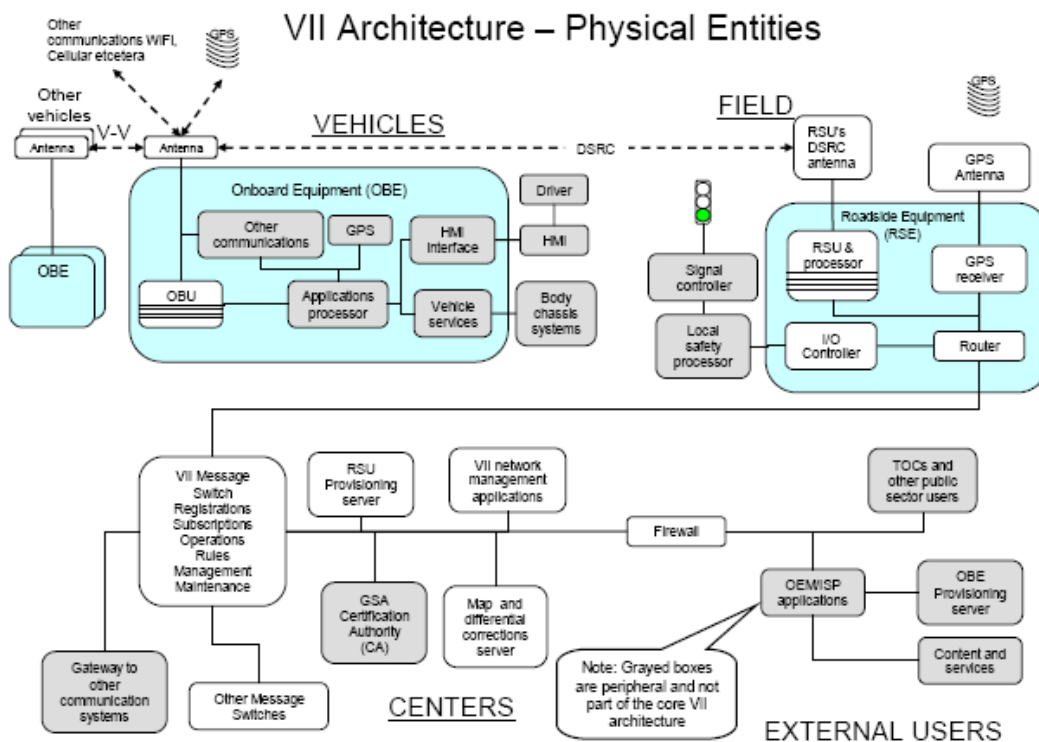 VII Architecture – Physical Entities
Other
communications WiFI,
Cellular etcetera
GPS
Other
vehicles
V-V
VEHICLES
FIELD
GPS
Antenna
Antenna
DSRC
RSU's
DSRC
antenna
GPS
Antenna
Onboard Equipment (OBE)
Driver
Other
communications
GPS
HMI
Interface
HMI
OBE
OBU
Applications
processor
Vehicle
services
Body
chassis
systems
Signal
controller
Local
safety
processor
Roadside Equipment
(RSE)
RSU &
processor
GPS
receiver
I/O
Controller
Router
VII Message
Switch
Registrations
Subscriptions
Operations
Rules
Management
Maintenance
RSU
Provisioning
server
VII network
management
applications
TOCs and
other public
sector users
Firewall
GSA
Certification
Authority
(CA)
Map and
differential
corrections
server
OEM/ISP
applications
OBE
Provisioning
server
Content and
services
Gateway to
other
communication
systems
Other Message
Switches
CENTERS
Note: Grayed boxes
are peripheral and not
part of the core VII
architecture
EXTERNAL USERS